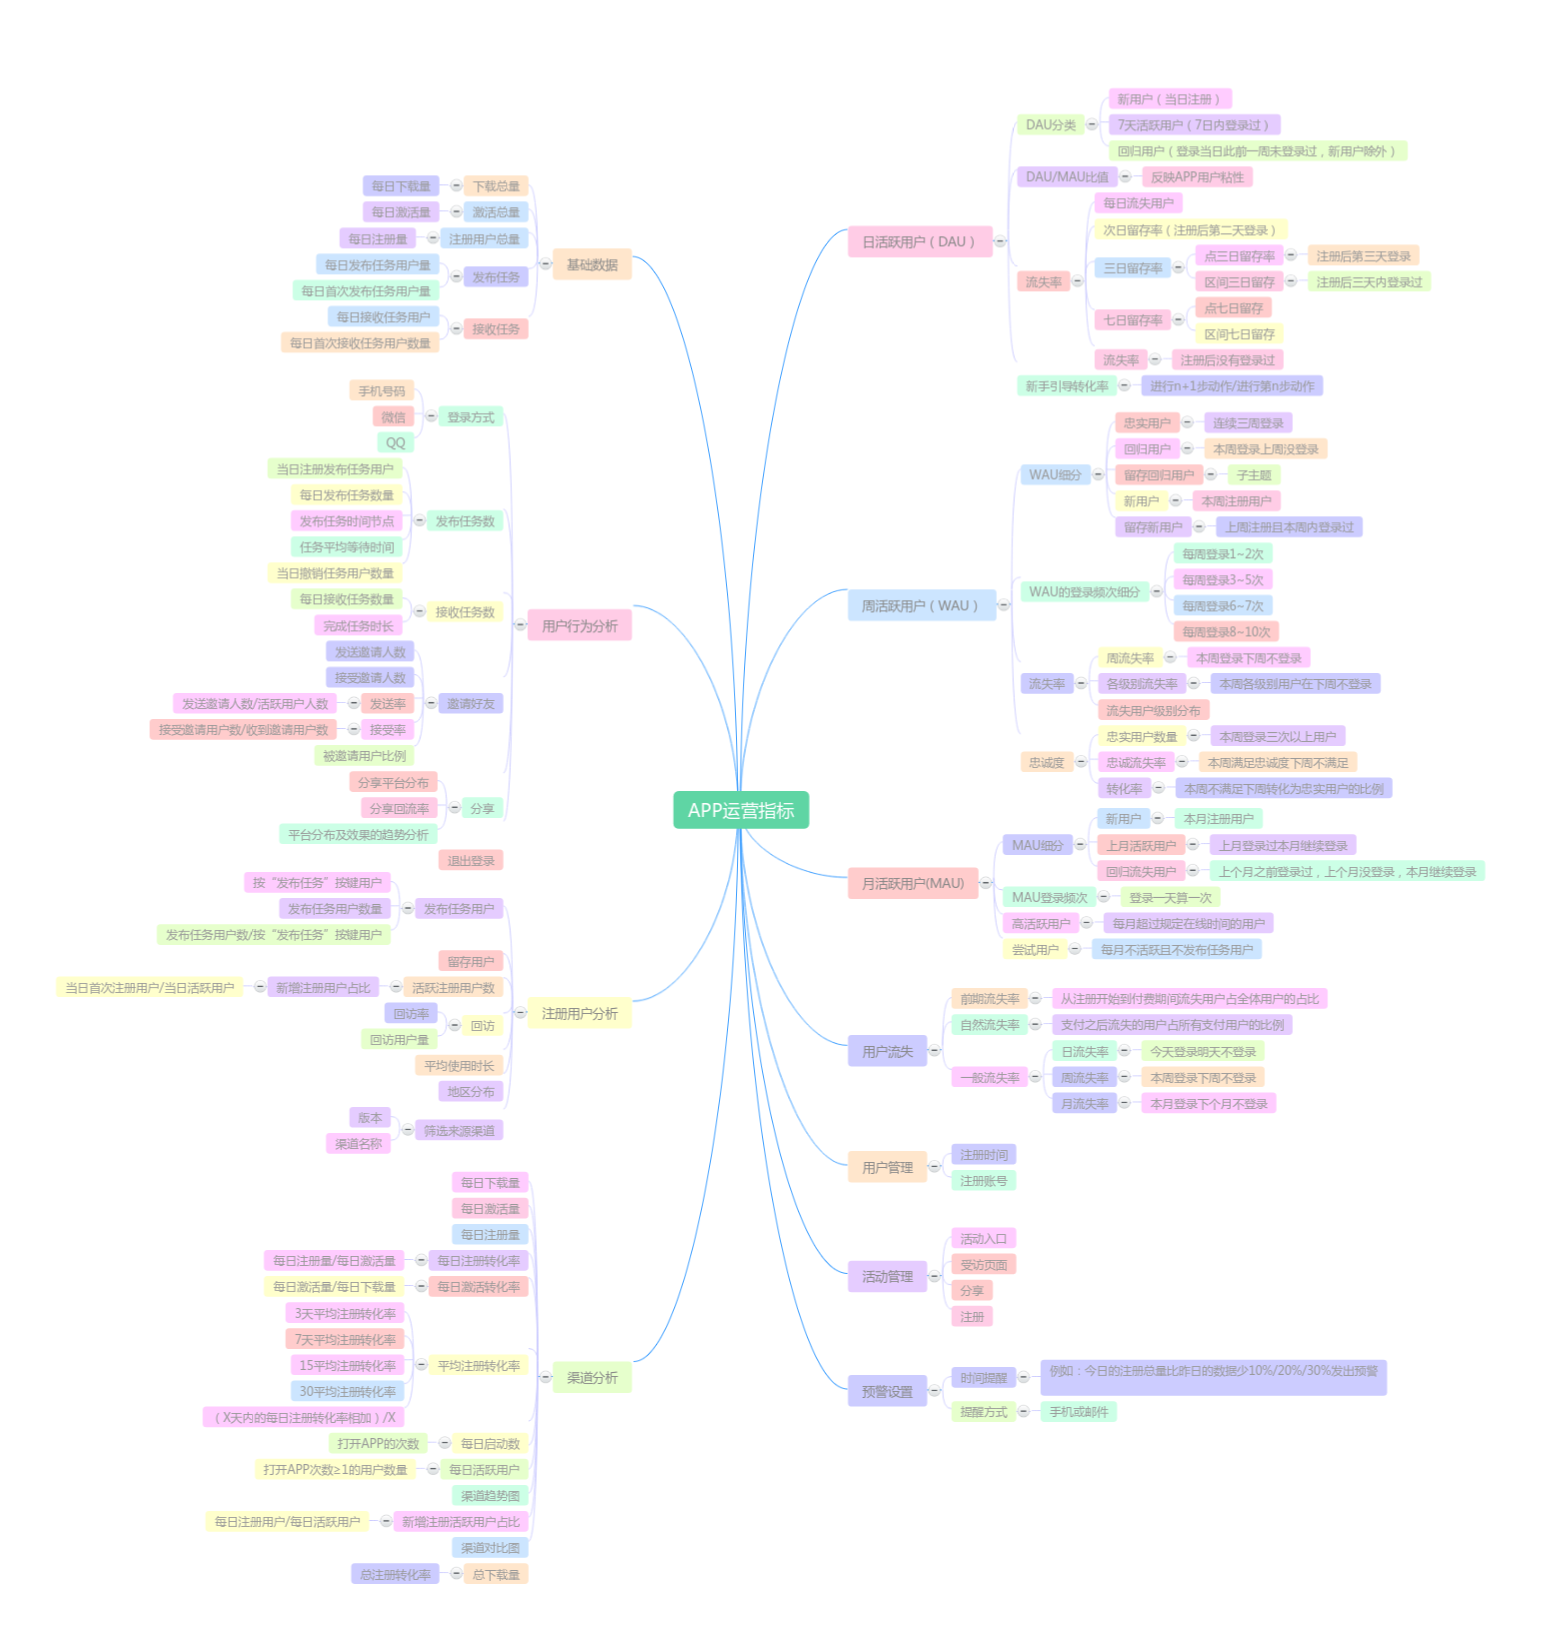 APP运营指标
日活跃用户（DAU）
DAU分类
新用户（当日注册）
7天活跃用户（7日内登录过）
回归用户（登录当日此前一周未登录过，新用户除外）
DAU/MAU比值
反映APP用户粘性
流失率
每日流失用户
次日留存率（注册后第二天登录）
三日留存率
点三日留存率
注册后第三天登录
区间三日留存
注册后三天内登录过
七日留存率
点七日留存
区间七日留存
流失率
注册后没有登录过
新手引导转化率
进行n+1步动作/进行第n步动作
周活跃用户（WAU）
WAU细分
忠实用户
连续三周登录
回归用户
本周登录上周没登录
留存回归用户
子主题
新用户
本周注册用户
留存新用户
上周注册且本周内登录过
WAU的登录频次细分
每周登录1~2次
每周登录3~5次
每周登录6~7次
每周登录8~10次
流失率
周流失率
本周登录下周不登录
各级别流失率
本周各级别用户在下周不登录
流失用户级别分布
忠诚度
忠实用户数量
本周登录三次以上用户
忠诚流失率
本周满足忠诚度下周不满足
转化率
本周不满足下周转化为忠实用户的比例
月活跃用户(MAU)
MAU细分
新用户
本月注册用户
上月活跃用户
上月登录过本月继续登录
回归流失用户
上个月之前登录过，上个月没登录，本月继续登录
MAU登录频次
登录一天算一次
高活跃用户
每月超过规定在线时间的用户
尝试用户
每月不活跃且不发布任务用户
用户流失
前期流失率
从注册开始到付费期间流失用户占全体用户的占比
自然流失率
支付之后流失的用户占所有支付用户的比例
一般流失率
日流失率
今天登录明天不登录
周流失率
本周登录下周不登录
月流失率
本月登录下个月不登录
用户管理
注册时间
注册账号
活动管理
活动入口
受访页面
分享
注册
预警设置
时间提醒
例如：今日的注册总量比昨日的数据少10%/20%/30%发出预警
提醒方式
手机或邮件
基础数据
下载总量
每日下载量
激活总量
每日激活量
注册用户总量
每日注册量
发布任务
每日发布任务用户量
每日首次发布任务用户量
接收任务
每日接收任务用户
每日首次接收任务用户数量
用户行为分析
登录方式
手机号码
微信
QQ
发布任务数
当日注册发布任务用户
每日发布任务数量
发布任务时间节点
任务平均等待时间
当日撤销任务用户数量
接收任务数
每日接收任务数量
完成任务时长
邀请好友
发送邀请人数
接受邀请人数
发送率
发送邀请人数/活跃用户人数
接受率
接受邀请用户数/收到邀请用户数
被邀请用户比例
分享
分享平台分布
分享回流率
平台分布及效果的趋势分析
退出登录
注册用户分析
发布任务用户
按“发布任务”按键用户
发布任务用户数量
发布任务用户数/按“发布任务”按键用户
留存用户
活跃注册用户数
新增注册用户占比
当日首次注册用户/当日活跃用户
回访
回访率
回访用户量
平均使用时长
地区分布
筛选来源渠道
版本
渠道名称
渠道分析
每日下载量
每日激活量
每日注册量
每日注册转化率
每日注册量/每日激活量
每日激活转化率
每日激活量/每日下载量
平均注册转化率
3天平均注册转化率
7天平均注册转化率
15平均注册转化率
30平均注册转化率
（X天内的每日注册转化率相加）/X
每日启动数
打开APP的次数
每日活跃用户
打开APP次数≥1的用户数量
渠道趋势图
新增注册活跃用户占比
每日注册用户/每日活跃用户
渠道对比图
总下载量
总注册转化率